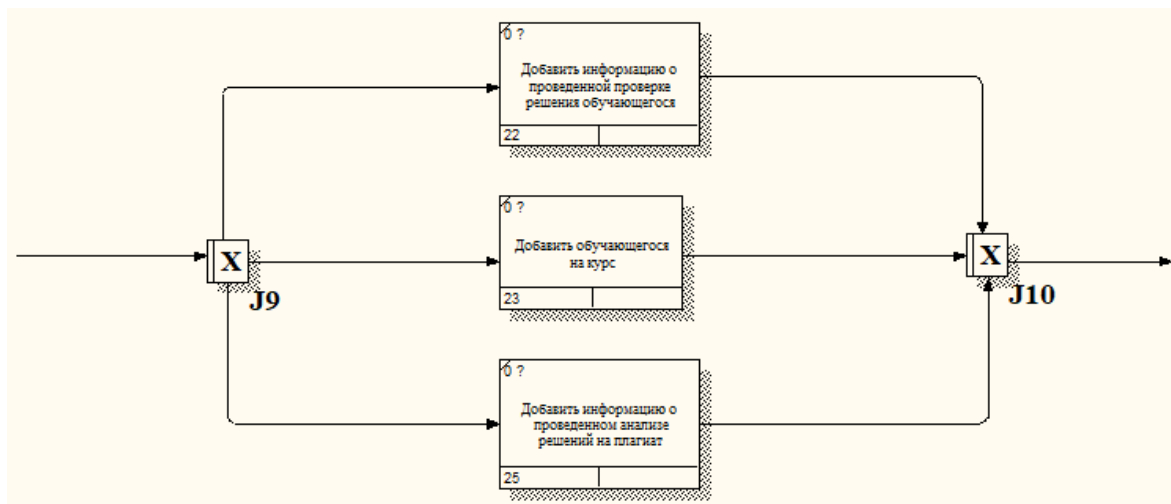 0 ?
Добавить информацию о
проведенной проверке
решения обучающегося
22
0 ?
Добавить обучающегося
на курс
23
X
J9
X
J10
0 ?
Добавить информацию о
проведенном анализе
решений на плагиат
25